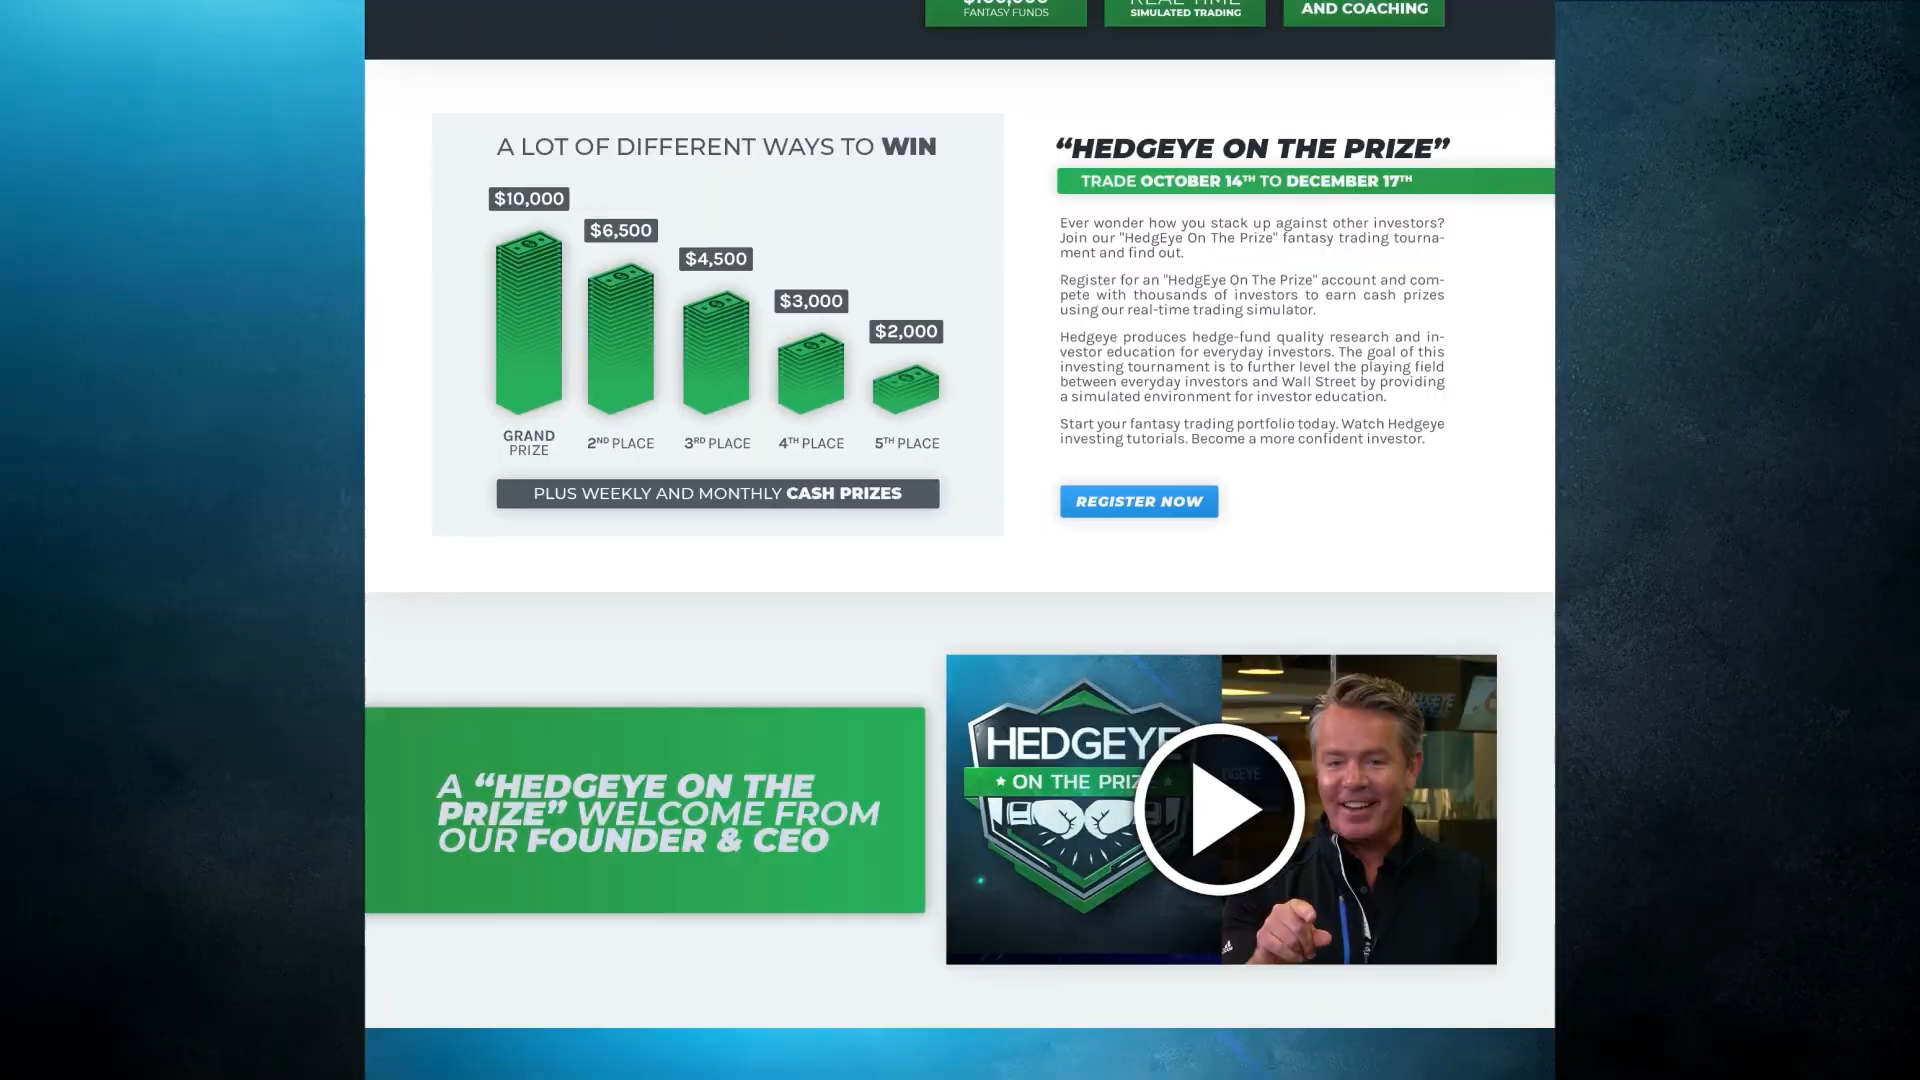 FANTASY FUNDS
SIMULATED TRADING
AND COACHING
A LOT OF DIFFERENT WAYS TO WIN
$10,000
$6,500
$4,500
$3,000
$2,000
GRAND
PRIZE
2ND PLACE
3RD PLACE
4TH PLACE
5TH PLACE
PLUS WEEKLY AND MONTHLY CASH PRIZES
“HEDGEYE ON THE PRIZE”
TRADE OCTOBER 14TH TO DECEMBER 17TH
Ever wonder how you stack up against other investors?
Join our "HedgEye On The Prize" fantasy trading tourna-
ment and find out.
Register for an "HedgEye On The Prize" account and com-
pete with thousands of investors to earn cash prizes
using our real-time trading simulator.
Hedgeye produces hedge-fund quality research and in-
vestor education for everyday investors. The goal of this
investing tournament is to further level the playing field
between everyday investors and Wall Street by providing
a simulated environment for investor education.
Start your fantasy trading portfolio today. Watch Hedgeye
investing tutorials. Become a more confident investor.
REGISTER NOW
A “HEDGEYE ON THE
PRIZE” WELCOME FROM
OUR FOUNDER & CEO
HEDGEYE
ON THE PRIZ